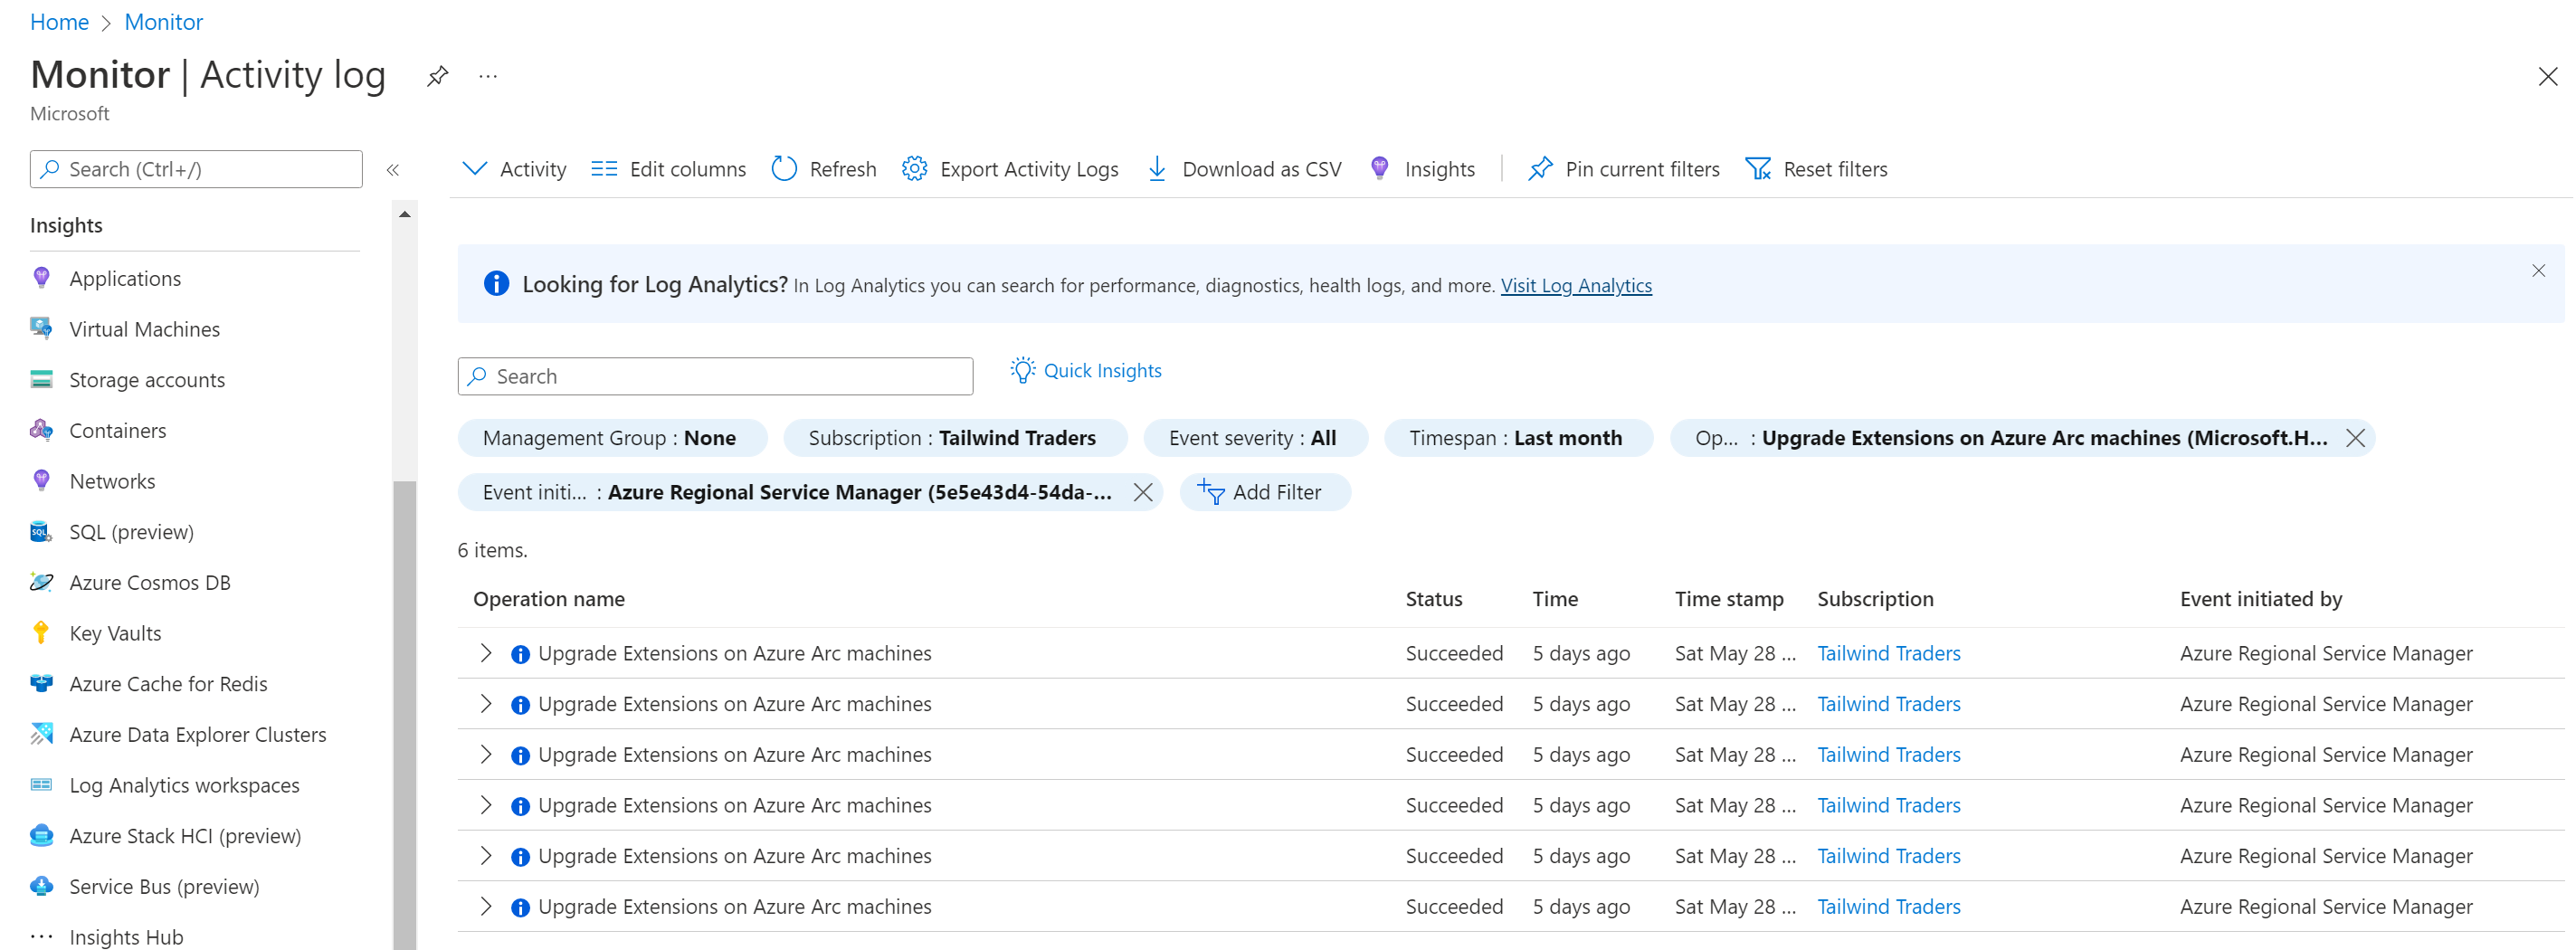 Home > Monitor
Monitor | Activity log ...
Microsoft
Search (Ctrl+/) «
Insights
Applications
Virtual Machines
Storage accounts
Containers
Networks
SQL (preview)
Azure Cosmos DB
Key Vaults
Azure Cache for Redis
Azure Data Explorer Clusters
Log Analytics workspaces
Azure Stack HCI (preview)
Service Bus (preview)
Insights Hub
Activity Edit columns Refresh Export Activity Logs Download as CSV Insights Pin current filters Reset filters
Looking for Log Analytics? In Log Analytics you can search for performance, diagnostics, health logs, and more. Visit Log Analytics
Search Quick Insights
Management Group : None Subscription : Tailwind Traders Event severity : All Timespan : Last month Op... : Upgrade Extensions on Azure Arc machines (Microsoft.H...
Event initi... : Azure Regional Service Manager (5e5e43d4-54da-... Add Filter
6 items.
Operation name Status Time Time stamp Subscription Event initiated by
Upgrade Extensions on Azure Arc machines Succeeded 5 days ago Sat May 28 ... Tailwind Traders Azure Regional Service Manager
Upgrade Extensions on Azure Arc machines Succeeded 5 days ago Sat May 28 ... Tailwind Traders Azure Regional Service Manager
Upgrade Extensions on Azure Arc machines Succeeded 5 days ago Sat May 28 ... Tailwind Traders Azure Regional Service Manager
Upgrade Extensions on Azure Arc machines Succeeded 5 days ago Sat May 28 ... Tailwind Traders Azure Regional Service Manager
Upgrade Extensions on Azure Arc machines Succeeded 5 days ago Sat May 28 ... Tailwind Traders Azure Regional Service Manager
Upgrade Extensions on Azure Arc machines Succeeded 5 days ago Sat May 28 ... Tailwind Traders Azure Regional Service Manager